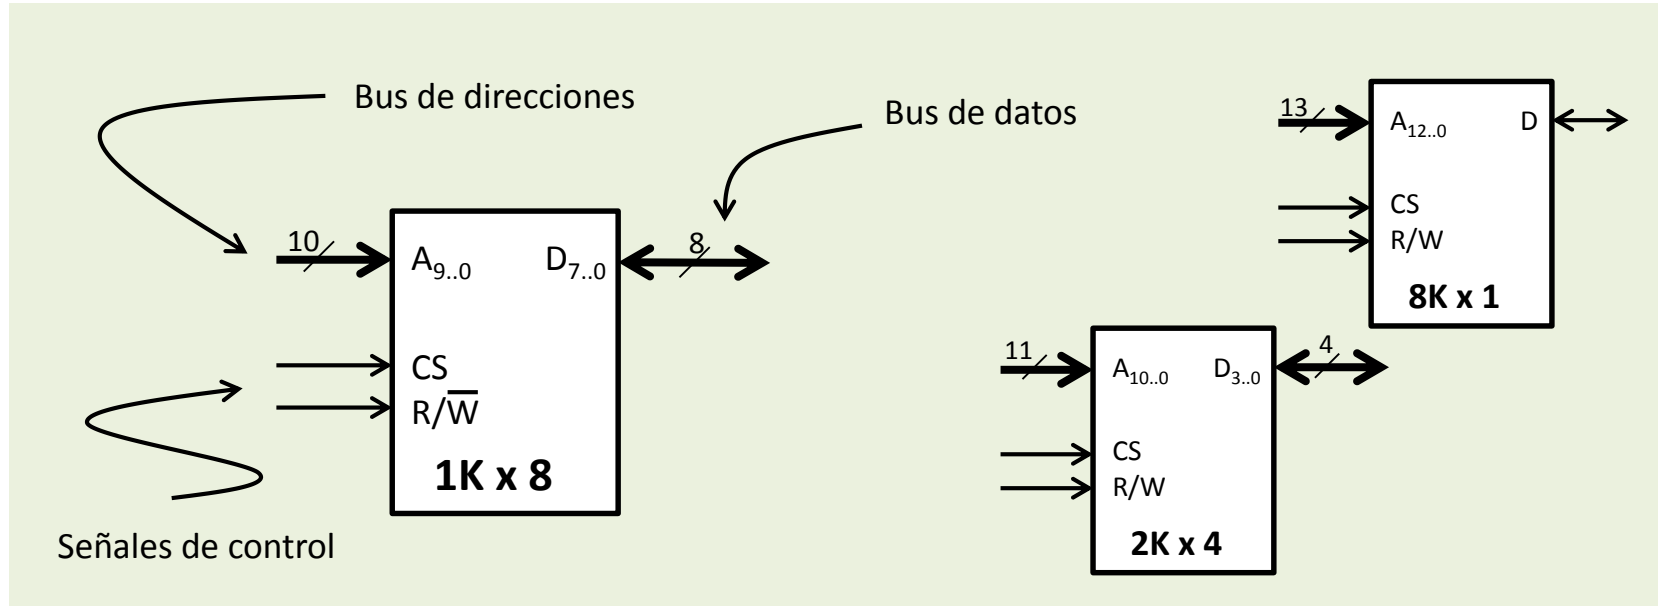 Bus de direcciones
Bus de datos
10
A9..0 D7..0
8
CS
R/W̅
1K x 8
Señales de control
13
A12..0 D
CS
R/W
8K x 1
11
A10..0 D3..0
4
CS
R/W
2K x 4